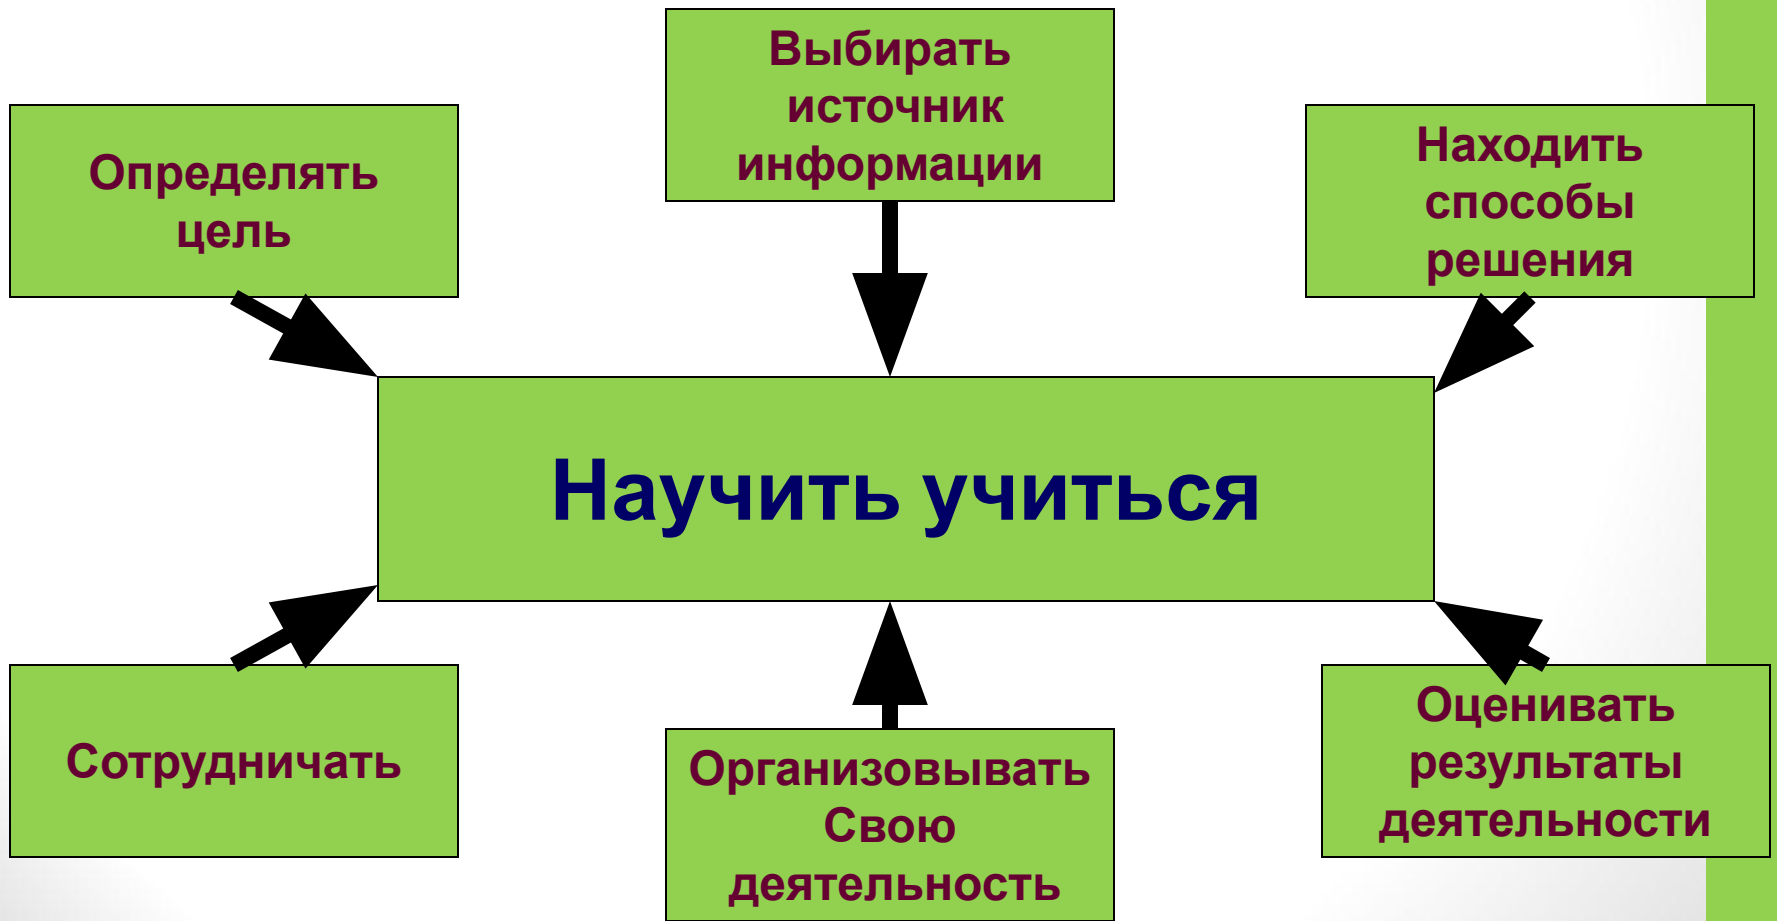 Выбирать
источник
информации
Определять
цель
Находить
способы
решения
Научить учиться
Сотрудничать
Организовывать
Свою
деятельность
Оценивать
результаты
деятельности